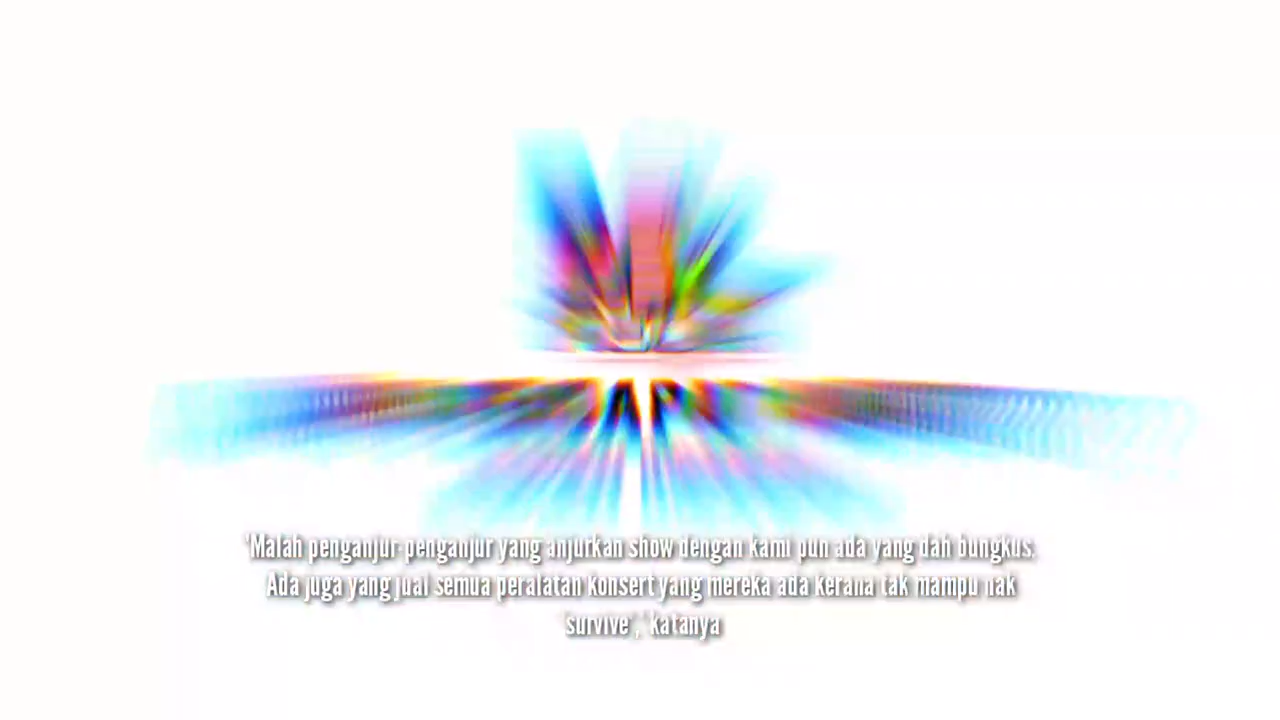 "Malah penganjur-penganjur yang anjurkan show dengan kami pun ada yang dah bungkus.
Ada juga yang jual semua peralatan konsert yang mereka ada kerana tak mampu nak
'survive'," katanya